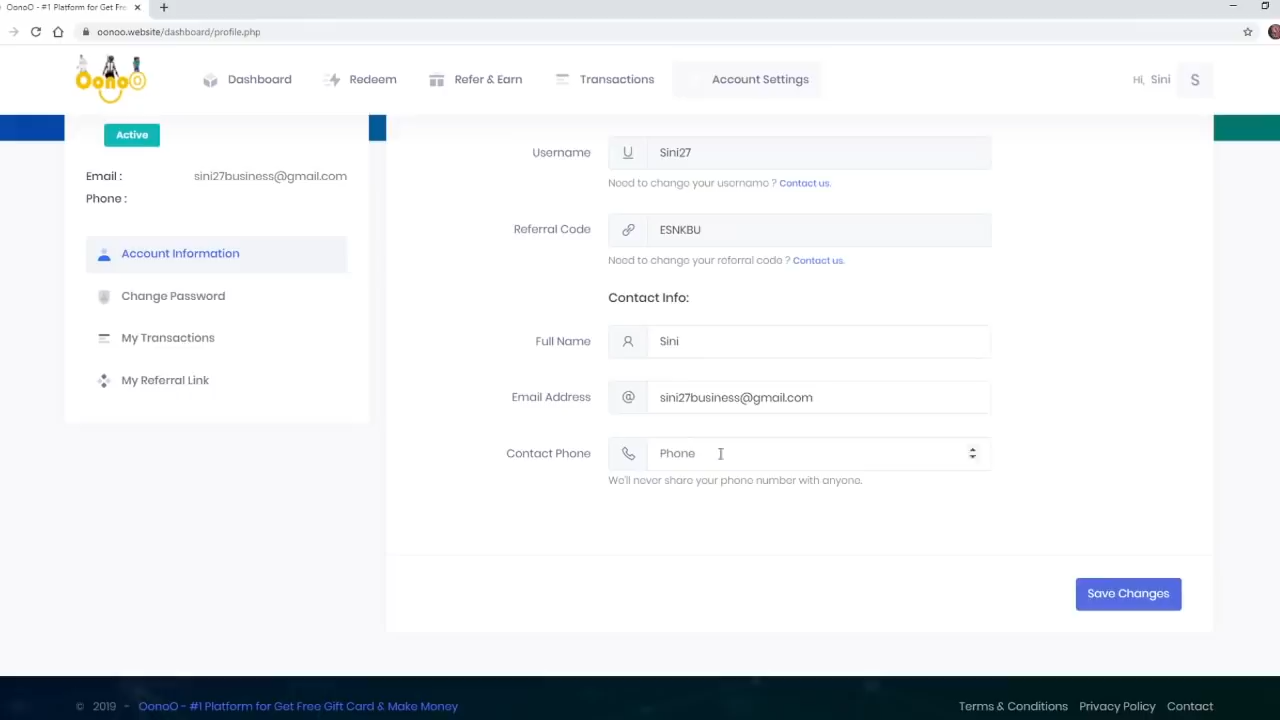 OonoO - #1 Platform for Get Fre
oonoo.website/dashboard/profile.php
OonoO
Dashboard
Redeem
Refer & Earn
Transactions
Account Settings
Hi, Sini
S
Active
Email : sini27business@gmail.com
Phone :
Account Information
Change Password
My Transactions
My Referral Link
Username
Sini27
Need to change your username ? Contact us.
Referral Code
ESNKBU
Need to change your referral code ? Contact us.
Contact Info:
Full Name
Sini
Email Address
@
sini27business@gmail.com
Contact Phone
Phone
We'll never share your phone number with anyone.
Save Changes
© 2019 - OonoO - #1 Platform for Get Free Gift Card & Make Money
Terms & Conditions Privacy Policy Contact